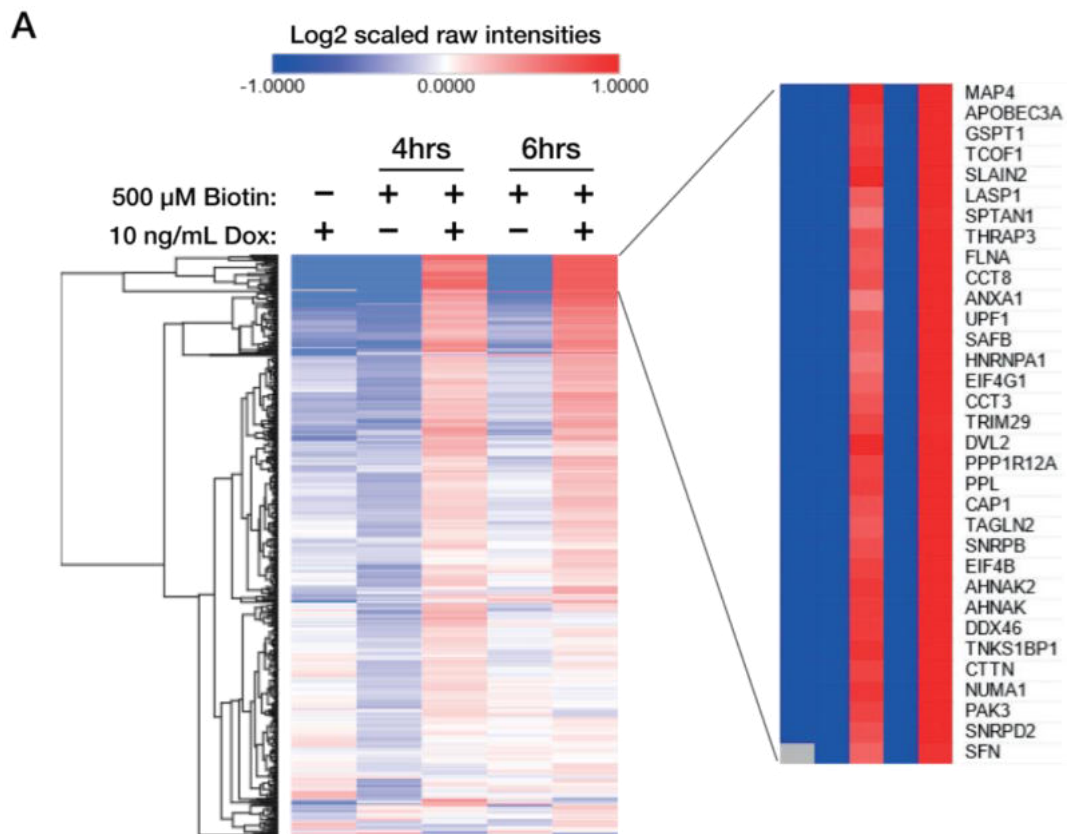 A
Log2 scaled raw intensities
-1.0000 0.0000 1.0000
4hrs 6hrs
500 µM Biotin: − + + + +
10 ng/mL Dox: + − + − +
MAP4
APOBEC3A
GSPT1
TCOF1
SLAIN2
LASP1
SPTAN1
THRAP3
FLNA
CCT8
ANXA1
UPF1
SAFB
HNRNPA1
EIF4G1
CCT3
TRIM29
DVL2
PPP1R12A
PPL
CAP1
TAGLN2
SNRPB
EIF4B
AHNAK2
AHNAK
DDX46
TNKS1BP1
CTTN
NUMA1
PAK3
SNRPD2
SFN